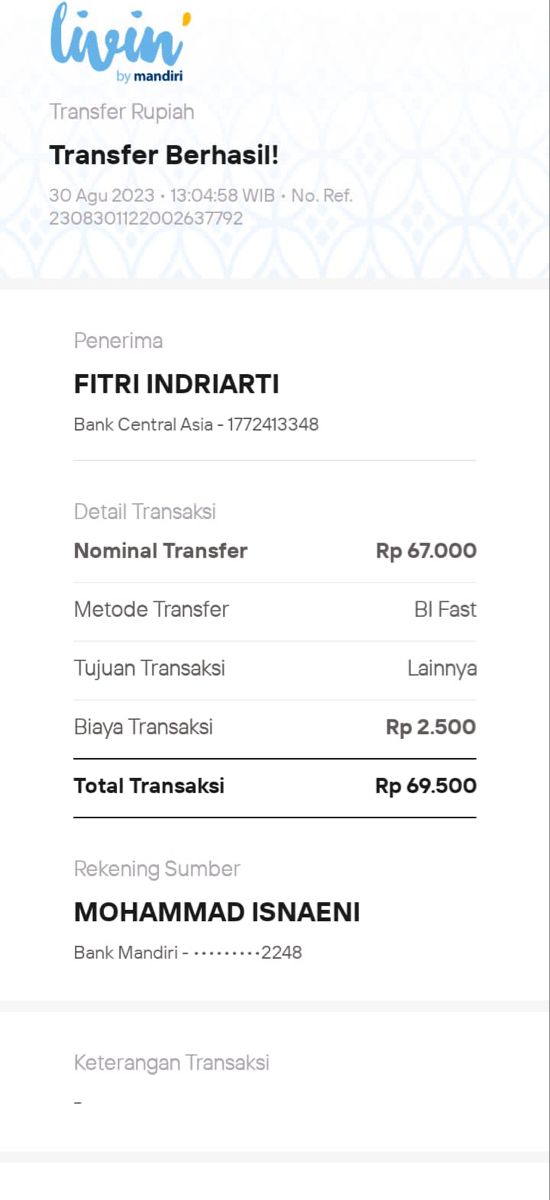 livin'
by mandiri
Transfer Rupiah
Transfer Berhasil!
30 Agu 2023 • 13:04:58 WIB • No. Ref.
2308301122002637792
Penerima
FITRI INDRIARTI
Bank Central Asia - 1772413348
Detail Transaksi
Nominal Transfer Rp 67.000
Metode Transfer BI Fast
Tujuan Transaksi Lainnya
Biaya Transaksi Rp 2.500
Total Transaksi Rp 69.500
Rekening Sumber
MOHAMMAD ISNAENI
Bank Mandiri - •••••••••2248
Keterangan Transaksi
-